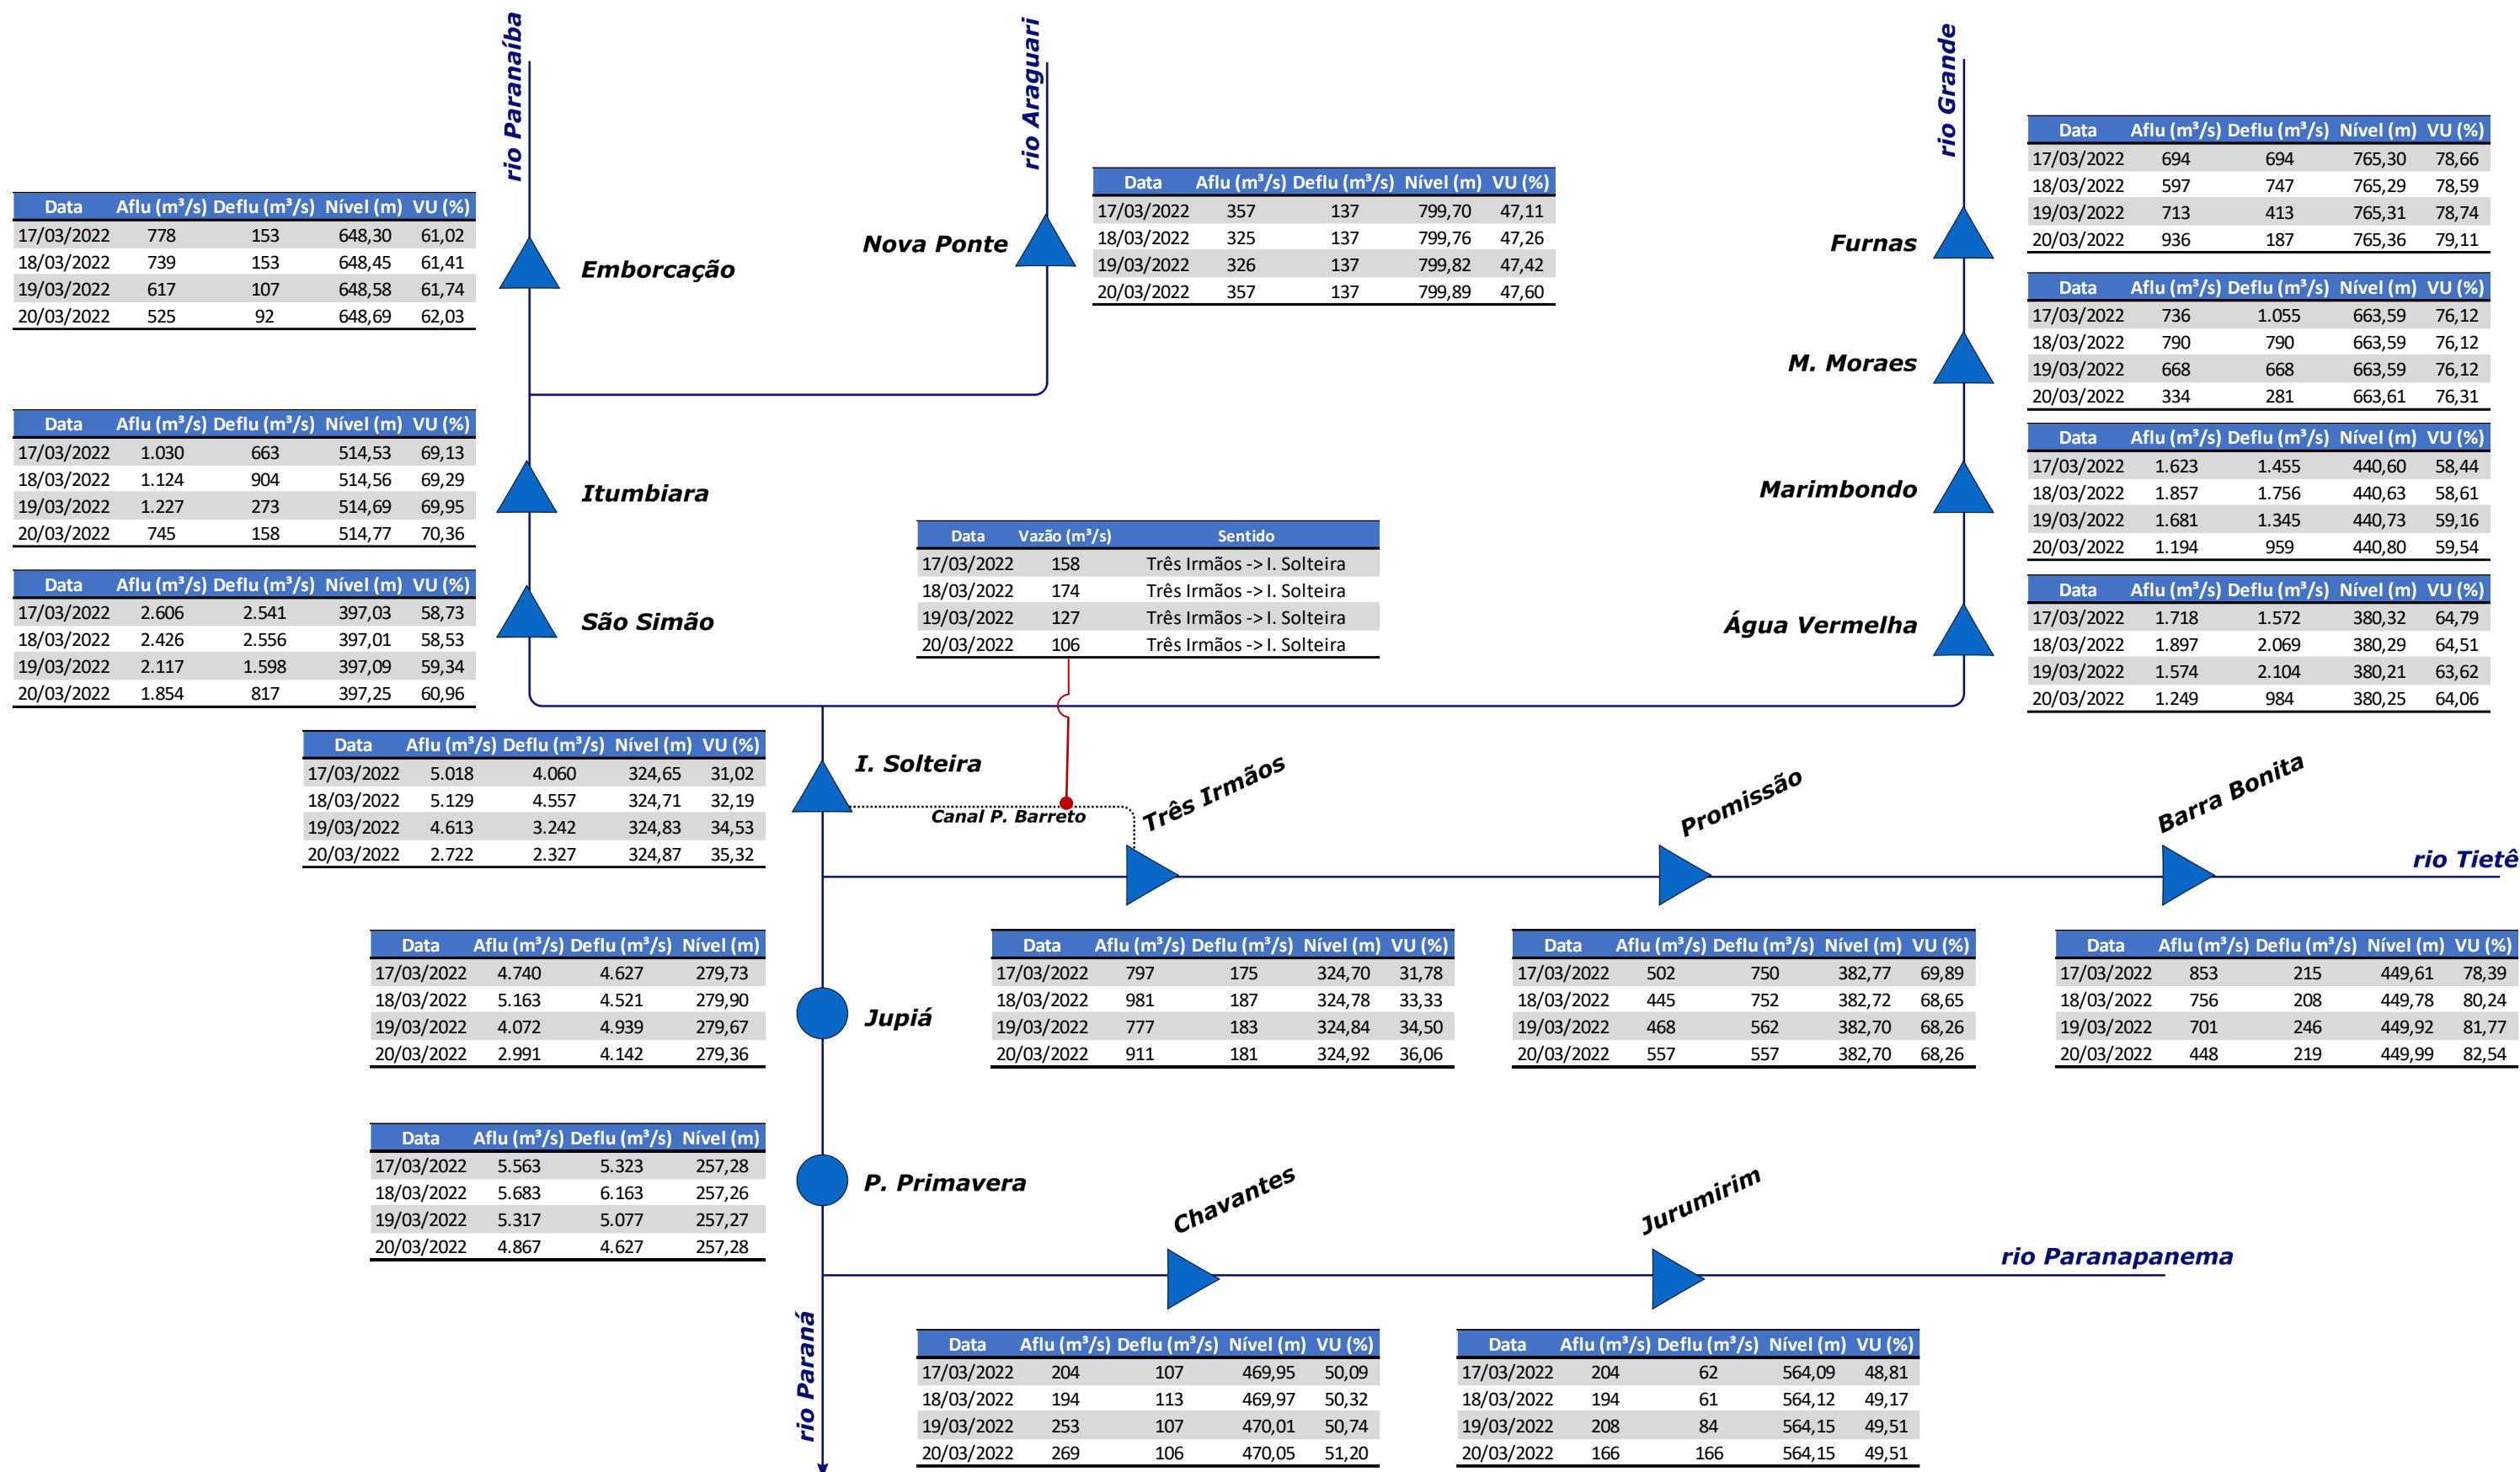 rio Paranaíba
rio Araguari
rio Grande
Data Aflu (m³/s) Deflu (m³/s) Nível (m) VU (%)
17/03/2022 694 694 765,30 78,66
18/03/2022 597 747 765,29 78,59
19/03/2022 713 413 765,31 78,74
20/03/2022 936 187 765,36 79,11
Furnas
Data Aflu (m³/s) Deflu (m³/s) Nível (m) VU (%)
17/03/2022 357 137 799,70 47,11
18/03/2022 325 137 799,76 47,26
19/03/2022 326 137 799,82 47,42
20/03/2022 357 137 799,89 47,60
Nova Ponte
Data Aflu (m³/s) Deflu (m³/s) Nível (m) VU (%)
17/03/2022 778 153 648,30 61,02
18/03/2022 739 153 648,45 61,41
19/03/2022 617 107 648,58 61,74
20/03/2022 525 92 648,69 62,03
Emborcação
Data Aflu (m³/s) Deflu (m³/s) Nível (m) VU (%)
17/03/2022 736 1.055 663,59 76,12
18/03/2022 790 790 663,59 76,12
19/03/2022 668 668 663,59 76,12
20/03/2022 334 281 663,61 76,31
M. Moraes
Data Aflu (m³/s) Deflu (m³/s) Nível (m) VU (%)
17/03/2022 1.030 663 514,53 69,13
18/03/2022 1.124 904 514,56 69,29
19/03/2022 1.227 273 514,69 69,95
20/03/2022 745 158 514,77 70,36
Itumbiara
Data Aflu (m³/s) Deflu (m³/s) Nível (m) VU (%)
17/03/2022 1.623 1.455 440,60 58,44
18/03/2022 1.857 1.756 440,63 58,61
19/03/2022 1.681 1.345 440,73 59,16
20/03/2022 1.194 959 440,80 59,54
Marimbondo
Data Vazão (m³/s) Sentido
17/03/2022 158 Três Irmãos -> I. Solteira
18/03/2022 174 Três Irmãos -> I. Solteira
19/03/2022 127 Três Irmãos -> I. Solteira
20/03/2022 106 Três Irmãos -> I. Solteira
Data Aflu (m³/s) Deflu (m³/s) Nível (m) VU (%)
17/03/2022 2.606 2.541 397,03 58,73
18/03/2022 2.426 2.556 397,01 58,53
19/03/2022 2.117 1.598 397,09 59,34
20/03/2022 1.854 817 397,25 60,96
São Simão
Data Aflu (m³/s) Deflu (m³/s) Nível (m) VU (%)
17/03/2022 1.718 1.572 380,32 64,79
18/03/2022 1.897 2.069 380,29 64,51
19/03/2022 1.574 2.104 380,21 63,62
20/03/2022 1.249 984 380,25 64,06
Água Vermelha
Data Aflu (m³/s) Deflu (m³/s) Nível (m) VU (%)
17/03/2022 5.018 4.060 324,65 31,02
18/03/2022 5.129 4.557 324,71 32,19
19/03/2022 4.613 3.242 324,83 34,53
20/03/2022 2.722 2.327 324,87 35,32
I. Solteira
Canal P. Barreto
Três Irmãos
Promissão
Barra Bonita
rio Tietê
Data Aflu (m³/s) Deflu (m³/s) Nível (m)
17/03/2022 4.740 4.627 279,73
18/03/2022 5.163 4.521 279,90
19/03/2022 4.072 4.939 279,67
20/03/2022 2.991 4.142 279,36
Jupiá
Data Aflu (m³/s) Deflu (m³/s) Nível (m) VU (%)
17/03/2022 797 175 324,70 31,78
18/03/2022 981 187 324,78 33,33
19/03/2022 777 183 324,84 34,50
20/03/2022 911 181 324,92 36,06
Data Aflu (m³/s) Deflu (m³/s) Nível (m) VU (%)
17/03/2022 502 750 382,77 69,89
18/03/2022 445 752 382,72 68,65
19/03/2022 468 562 382,70 68,26
20/03/2022 557 557 382,70 68,26
Data Aflu (m³/s) Deflu (m³/s) Nível (m) VU (%)
17/03/2022 853 215 449,61 78,39
18/03/2022 756 208 449,78 80,24
19/03/2022 701 246 449,92 81,77
20/03/2022 448 219 449,99 82,54
Data Aflu (m³/s) Deflu (m³/s) Nível (m)
17/03/2022 5.563 5.323 257,28
18/03/2022 5.683 6.163 257,26
19/03/2022 5.317 5.077 257,27
20/03/2022 4.867 4.627 257,28
P. Primavera
Chavantes
Jurumirim
rio Paranapanema
rio Paraná
Data Aflu (m³/s) Deflu (m³/s) Nível (m) VU (%)
17/03/2022 204 107 469,95 50,09
18/03/2022 194 113 469,97 50,32
19/03/2022 253 107 470,01 50,74
20/03/2022 269 106 470,05 51,20
Data Aflu (m³/s) Deflu (m³/s) Nível (m) VU (%)
17/03/2022 204 62 564,09 48,81
18/03/2022 194 61 564,12 49,17
19/03/2022 208 84 564,15 49,51
20/03/2022 166 166 564,15 49,51